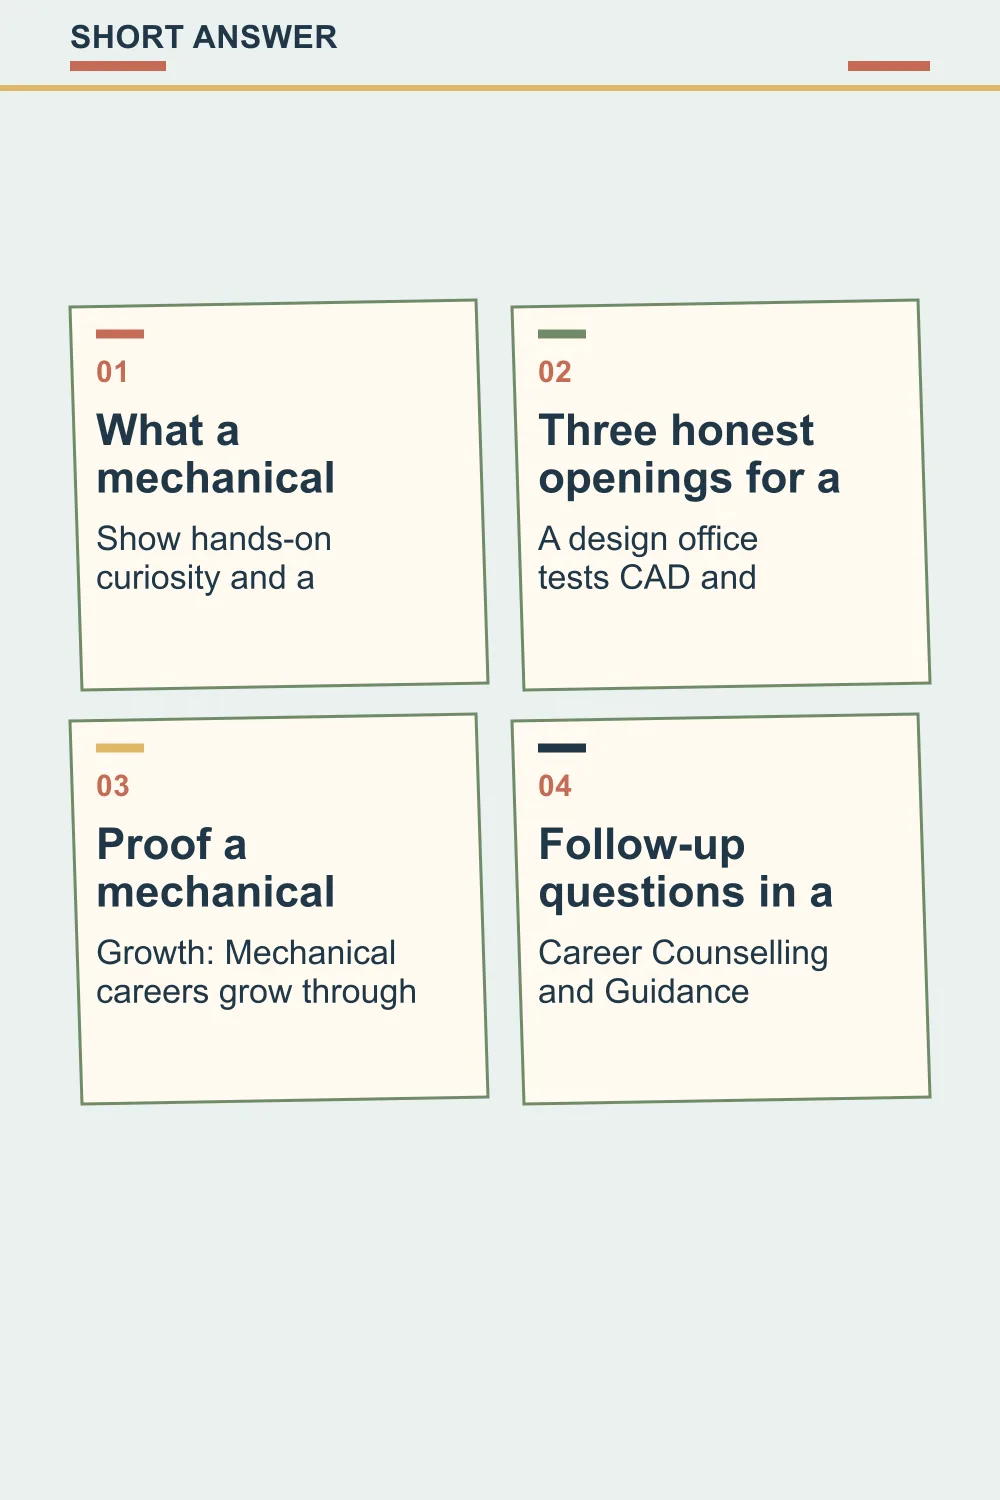 SHORT ANSWER
01
What a
mechanical
Show hands-on
curiosity and a
02
Three honest
openings for a
A design office
tests CAD and
03
Proof a
mechanical
Growth: Mechanical
careers grow through
04
Follow-up
questions in a
Career Counselling
and Guidance